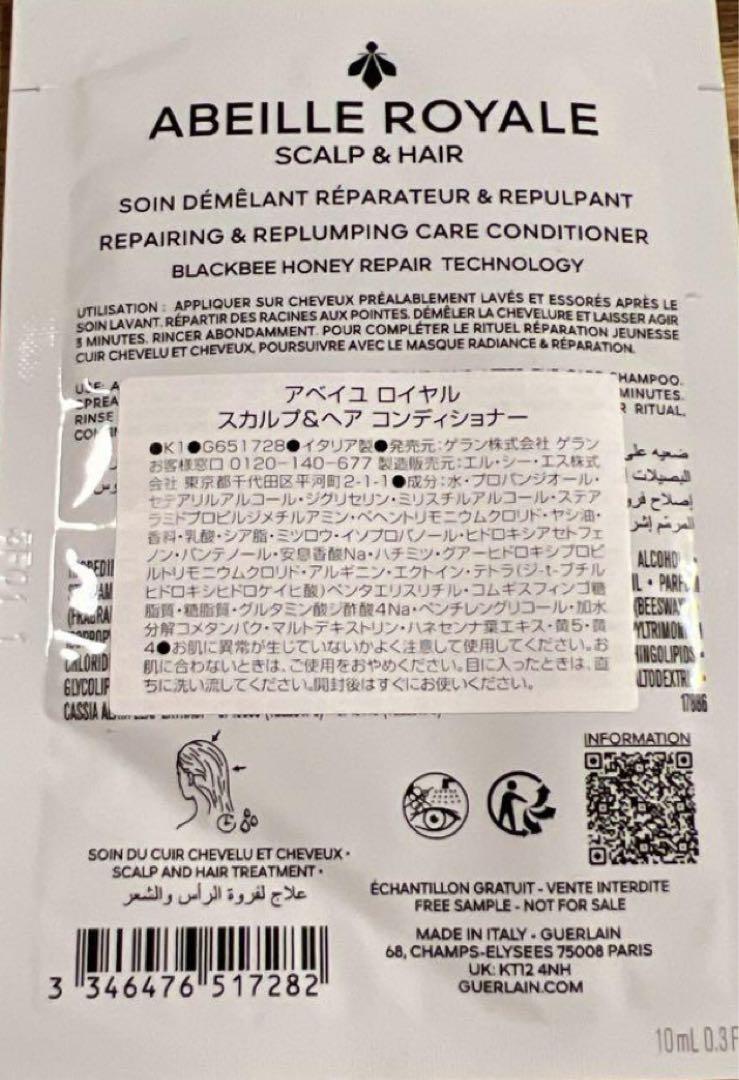 ABEILLE ROYALE
SCALP & HAIR
SOIN DÉMÊLANT RÉPARATEUR & REPULPANT
REPAIRING & REPLUMPING CARE CONDITIONER
BLACKBEE HONEY REPAIR TECHNOLOGY
UTILISATION : APPLIQUER SUR CHEVEUX PRÉALABLEMENT LAVÉS ET ESSORÉS APRÈS LE
SOIN LAVANT. RÉPARTIR DES RACINES AUX POINTES. DÉMÊLER LA CHEVELURE ET LAISSER AGIR
3 MINUTES. RINCER ABONDAMMENT. POUR COMPLÉTER LE RITUEL RÉPARATION JEUNESSE
CUIR CHEVELU ET CHEVEUX, POURSUIVRE AVEC LE MASQUE RADIANCE & RÉPARATION.
SHAMPOO.
MINUTES.
RINSE
RITUAL,
アベイユ ロイヤル
スカルプ&ヘア コンディショナー
●K1●G651728●イタリア製●発売元:ゲラン株式会社 ゲラン
お客様窓口 0120-140-677 製造販売元:エル・シー・エス株式
会社 東京都千代田区平河町2-1-1●成分:水・プロパンジオール・
セテアリルアルコール・ジグリセリン・ミリスチルアルコール・ステア
ラミドプロピルジメチルアミン・ベヘントリモニウムクロリド・ヤシ油・
香料・乳酸・シア脂・ミツロウ・イソプロパノール・ヒドロキシアセトフェ
ノン・パンテノール・安息香酸Na・ハチミツ・グアーヒドロキシプロピ
ルトリモニウムクロリド・アルギニン・エクトイン・テトラ(ジ-t-ブチル
ヒドロキシヒドロケイヒ酸)ペンタエリスリチル・コムギスフィンゴ糖
脂質・糖脂質・グルタミン酸ジ酢酸4Na・ペンチレングリコール・加水
分解コメタンパク・マルトデキストリン・ハネセンナ葉エキス・黄5・黄
4●お肌に異常が生じていないかよく注意して使用してください。お
肌に合わないときは、ご使用をおやめください。目に入ったときは、直
ちに洗い流してください。開封後はすぐにお使いください。
ضعيه على
البصيلات
إصلاح
17886
INFORMATION
SOIN DU CUIR CHEVELU ET CHEVEUX •
SCALP AND HAIR TREATMENT •
علاج لفروة الرأس والشعر
3 346476 517282
ÉCHANTILLON GRATUIT - VENTE INTERDITE
FREE SAMPLE - NOT FOR SALE
MADE IN ITALY - GUERLAIN
68, CHAMPS-ELYSEES 75008 PARIS
UK: KT12 4NH
GUERLAIN.COM
10mL 0.3F